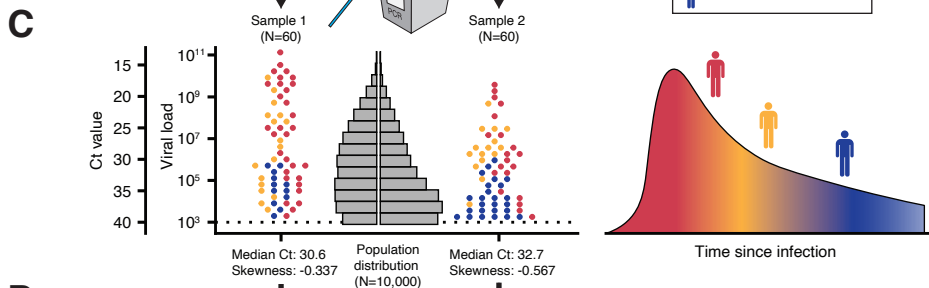 C
PCR
Sample 1
(N=60)
Sample 2
(N=60)
Ct value
15
20
25
30
35
40
Viral load
10¹¹
10⁹
10⁷
10⁵
10³
Median Ct: 30.6
Skewness: -0.337
Population
distribution
(N=10,000)
Median Ct: 32.7
Skewness: -0.567
Time since infection